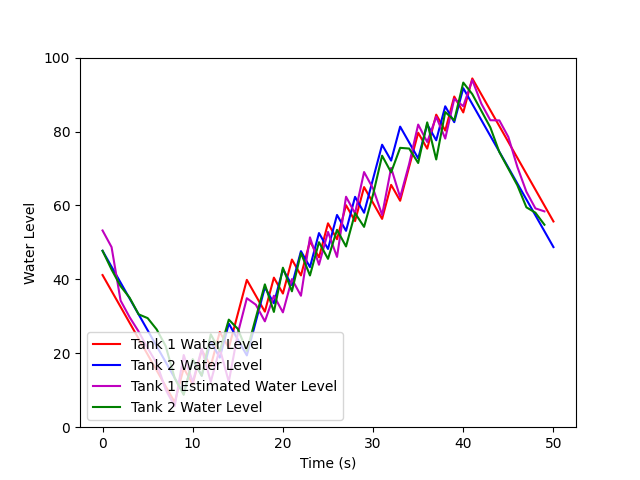 100
80
60
40
20
0
Water Level
Tank 1 Water Level
Tank 2 Water Level
Tank 1 Estimated Water Level
Tank 2 Water Level
0 10 20 30 40 50
Time (s)